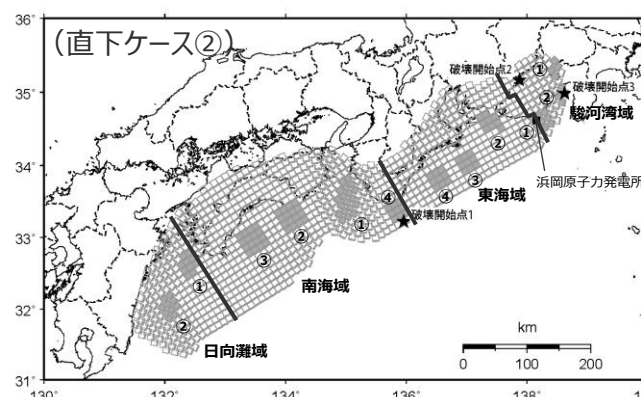 (直下ケース②)
36°
35°
34°
33°
32°
31°
130°
132°
134°
136°
138°
破壊開始点2
①
破壊開始点3
②
駿河湾域
②
①
浜岡原子力発電所
③
東海域
④
④
①
破壊開始点1
②
③
南海域
①
②
日向灘域
km
0
100
200